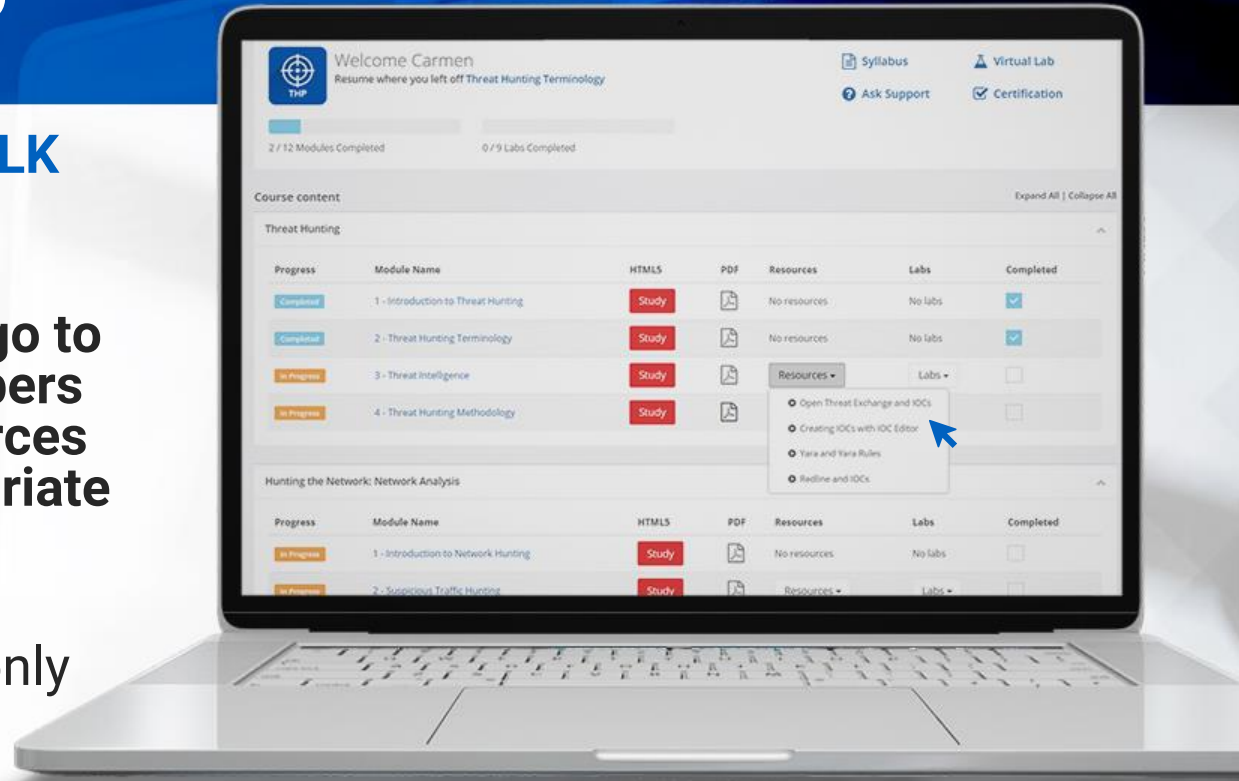 LK
go to
pers
rces
riate
nly
THP
Welcome Carmen
Resume where you left off Threat Hunting Terminology
Syllabus Virtual Lab
Ask Support Certification
2 / 12 Modules Completed 0 / 9 Labs Completed
Course content Expand All | Collapse All
Threat Hunting
Progress Module Name HTML5 PDF Resources Labs Completed
Completed 1 - Introduction to Threat Hunting Study No resources No labs
Completed 2 - Threat Hunting Terminology Study No resources No labs
In Progress 3 - Threat Intelligence Study Resources Labs
In Progress 4 - Threat Hunting Methodology Study
Open Threat Exchange and IOCs
Creating IOCs with IOC Editor
Yara and Yara Rules
Redline and IOCs
Hunting the Network: Network Analysis
Progress Module Name HTML5 PDF Resources Labs Completed
In Progress 1 - Introduction to Network Hunting Study No resources No labs
In Progress 2 - Suspicious Traffic Hunting Study Resources Labs